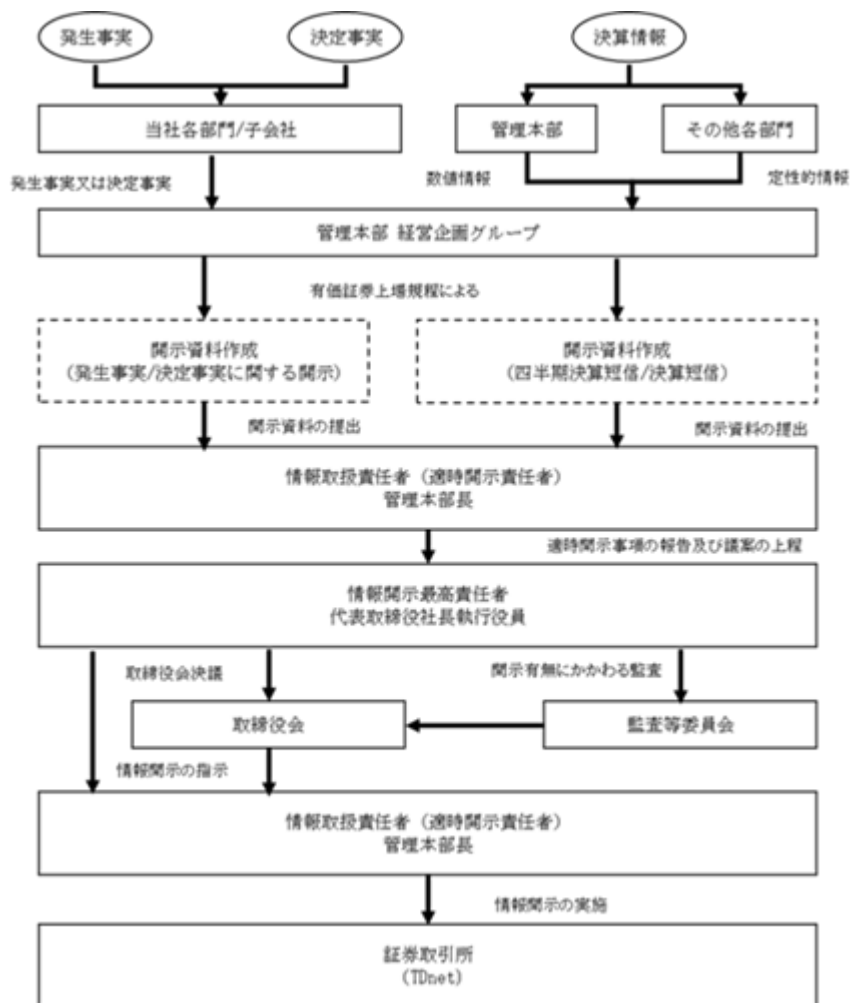 発生事実
決定事実
決算情報
当社各部門/子会社
管理本部
その他各部門
発生事実又は決定事実
数値情報
定性的情報
管理本部 経営企画グループ
有価証券上場規程による
開示資料作成
(発生事実/決定事実に関する開示)
開示資料作成
(四半期決算短信/決算短信)
開示資料の提出
開示資料の提出
情報取扱責任者（適時開示責任者）
管理本部長
適時開示事項の報告及び議案の上程
情報開示最高責任者
代表取締役社長執行役員
取締役会決議
開示有無にかかわる監査
取締役会
監査等委員会
情報開示の指示
情報取扱責任者（適時開示責任者）
管理本部長
情報開示の実施
証券取引所
(TDnet)